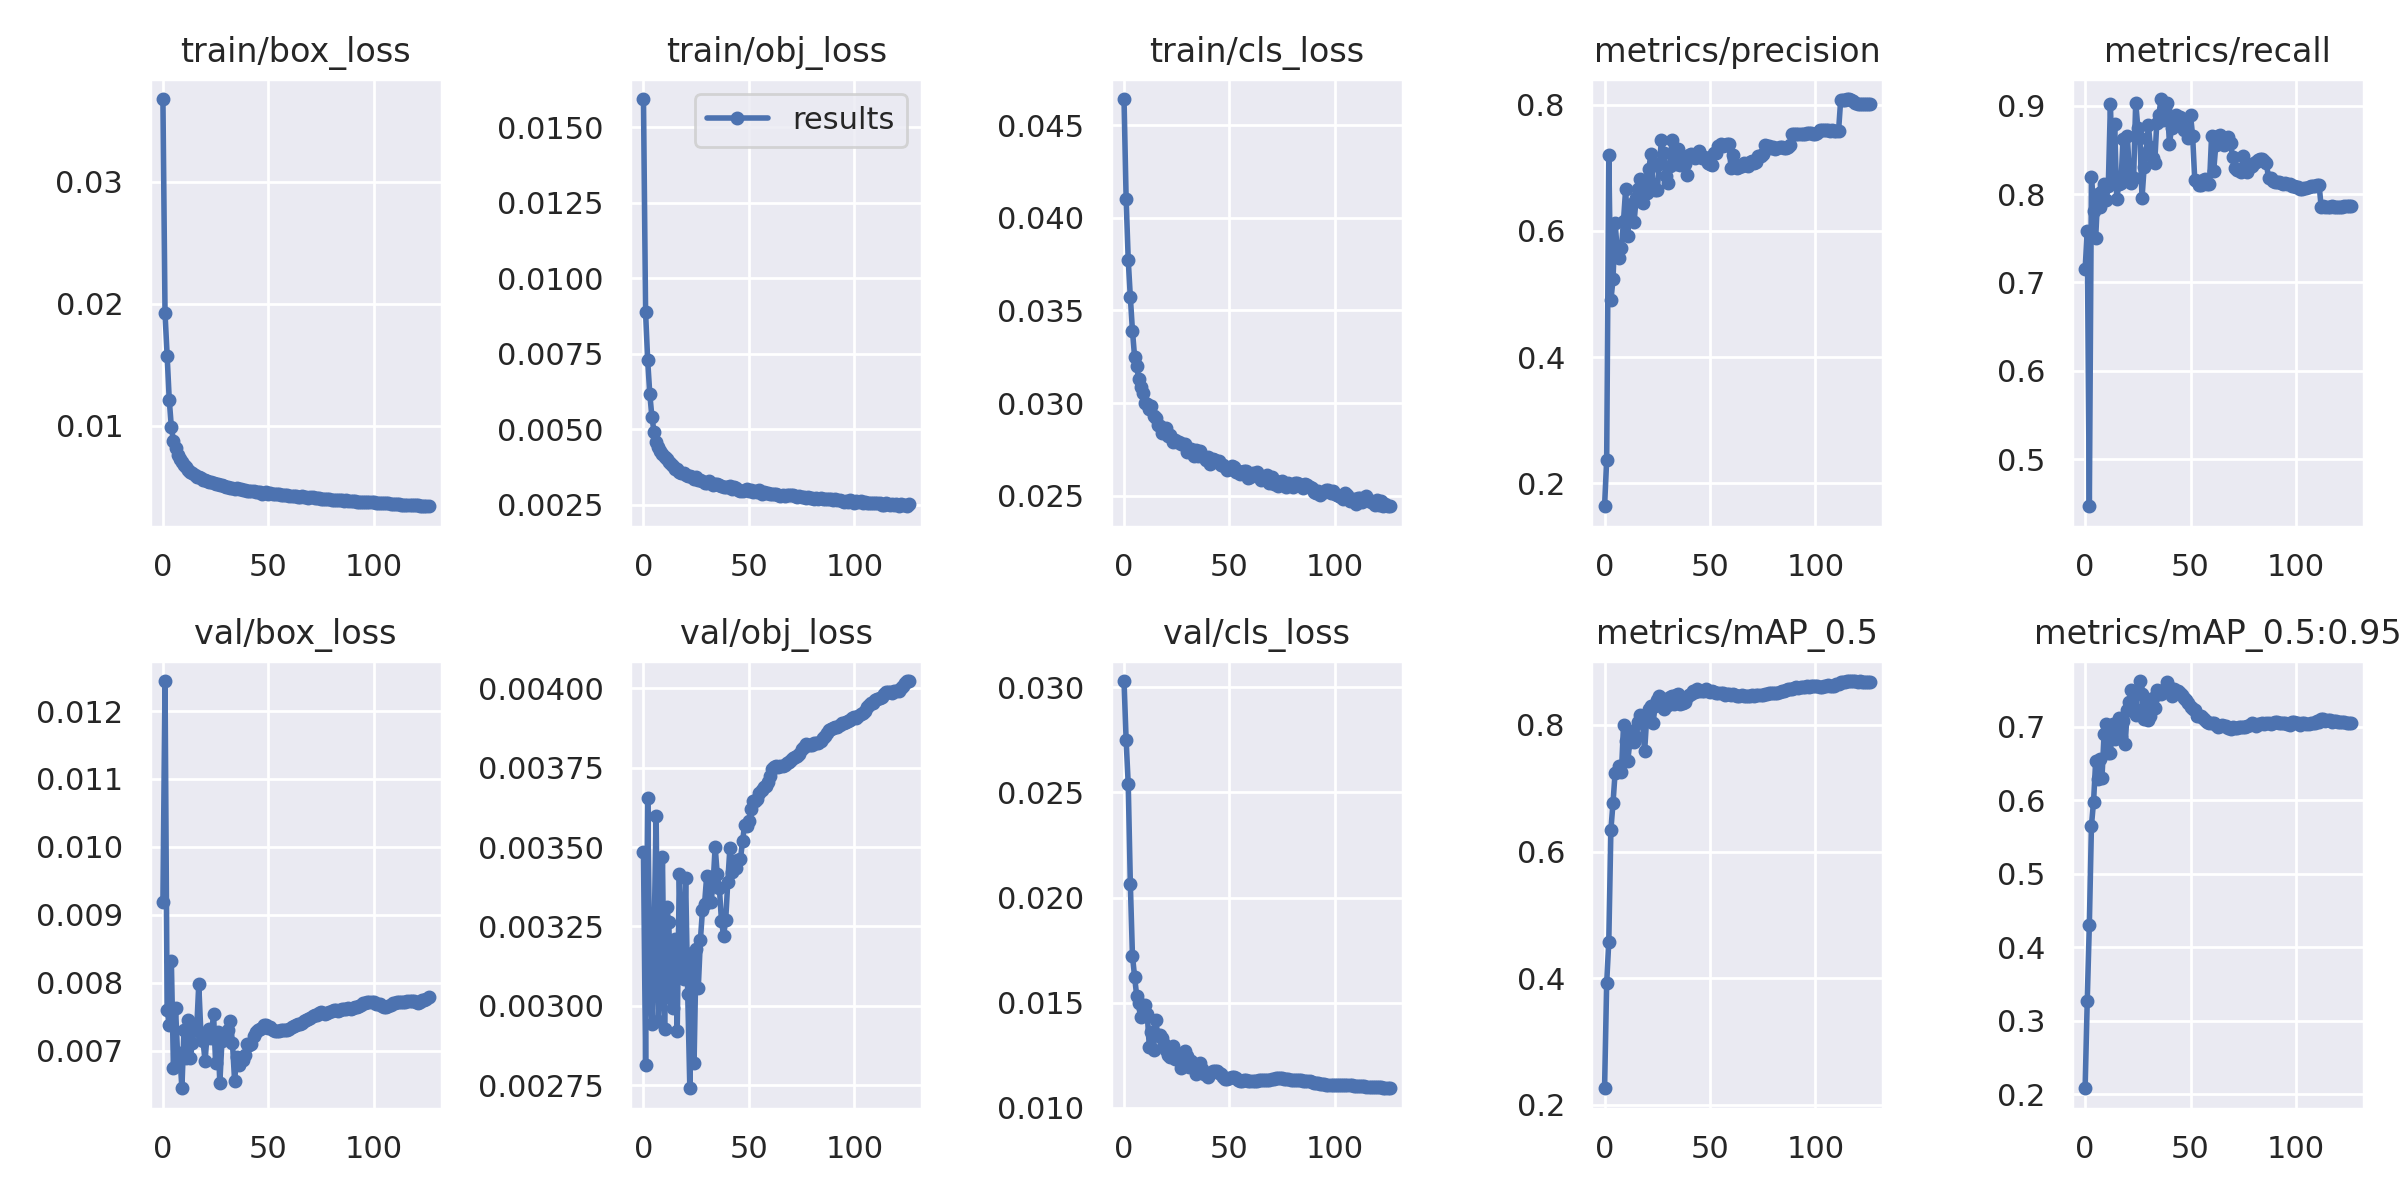 train/box_loss
0.03
0.02
0.01
0 50 100
train/obj_loss
results
0.0150
0.0125
0.0100
0.0075
0.0050
0.0025
0 50 100
train/cls_loss
0.045
0.040
0.035
0.030
0.025
0 50 100
metrics/precision
0.8
0.6
0.4
0.2
0 50 100
metrics/recall
0.9
0.8
0.7
0.6
0.5
0 50 100
val/box_loss
0.012
0.011
0.010
0.009
0.008
0.007
0 50 100
val/obj_loss
0.00400
0.00375
0.00350
0.00325
0.00300
0.00275
0 50 100
val/cls_loss
0.030
0.025
0.020
0.015
0.010
0 50 100
metrics/mAP_0.5
0.8
0.6
0.4
0.2
0 50 100
metrics/mAP_0.5:0.95
0.7
0.6
0.5
0.4
0.3
0.2
0 50 100